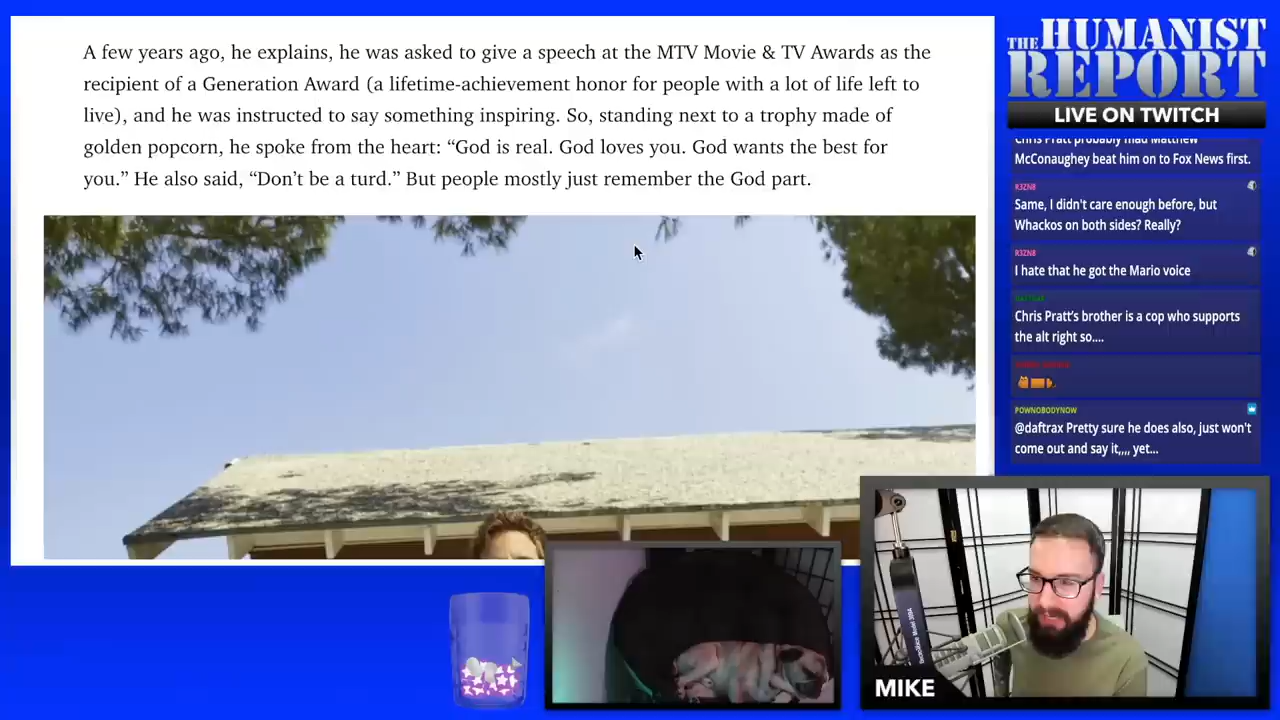 A few years ago, he explains, he was asked to give a speech at the MTV Movie & TV Awards as the
recipient of a Generation Award (a lifetime-achievement honor for people with a lot of life left to
live), and he was instructed to say something inspiring. So, standing next to a trophy made of
golden popcorn, he spoke from the heart: “God is real. God loves you. God wants the best for
you.” He also said, “Don’t be a turd.” But people mostly just remember the God part.
THE HUMANIST
REPORT
LIVE ON TWITCH
Chris Pratt probably mad Matthew
McConaughey beat him on to Fox News first.
R3ZN8
Same, I didn't care enough before, but
Whackos on both sides? Really?
R3ZN8
I hate that he got the Mario voice
Chris Pratt’s brother is a cop who supports
the alt right so....
POWNOBODYNOW
@daftrax Pretty sure he does also, just won't
come out and say it,,,, yet...
MIKE